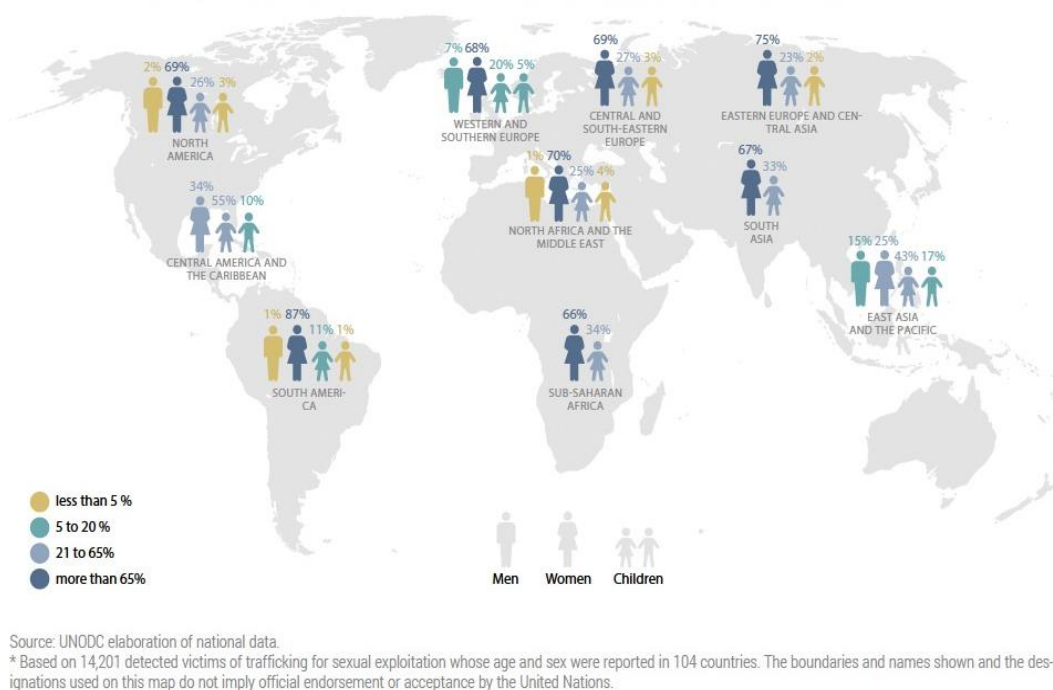 7% 68%
20% 5%
WESTERN AND
SOUTHERN EUROPE
69%
27% 3%
CENTRAL AND
SOUTH-EASTERN
EUROPE
75%
23% 2%
EASTERN EUROPE AND CEN-
TRAL ASIA
2% 69%
26% 3%
NORTH
AMERICA
1% 70%
25% 4%
NORTH AFRICA AND THE
MIDDLE EAST
67%
33%
SOUTH
ASIA
34%
55% 10%
CENTRAL AMERICA AND
THE CARIBBEAN
15% 25%
43% 17%
EAST ASIA
AND THE PACIFIC
1% 87%
11% 1%
SOUTH AMERI-
CA
66%
34%
SUB-SAHARAN
AFRICA
less than 5 %
5 to 20 %
21 to 65%
more than 65%
Men Women Children
Source: UNODC elaboration of national data.
* Based on 14,201 detected victims of trafficking for sexual exploitation whose age and sex were reported in 104 countries. The boundaries and names shown and the des-
ignations used on this map do not imply official endorsement or acceptance by the United Nations.